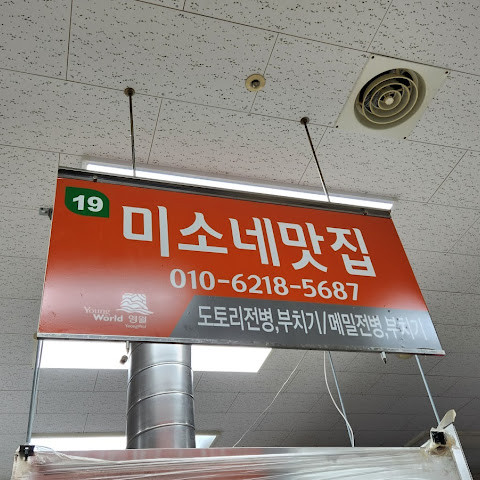 19
미소네맛집
010-6218-5687
Young World 영월
도토리전병,부치기/메밀전병,부치기